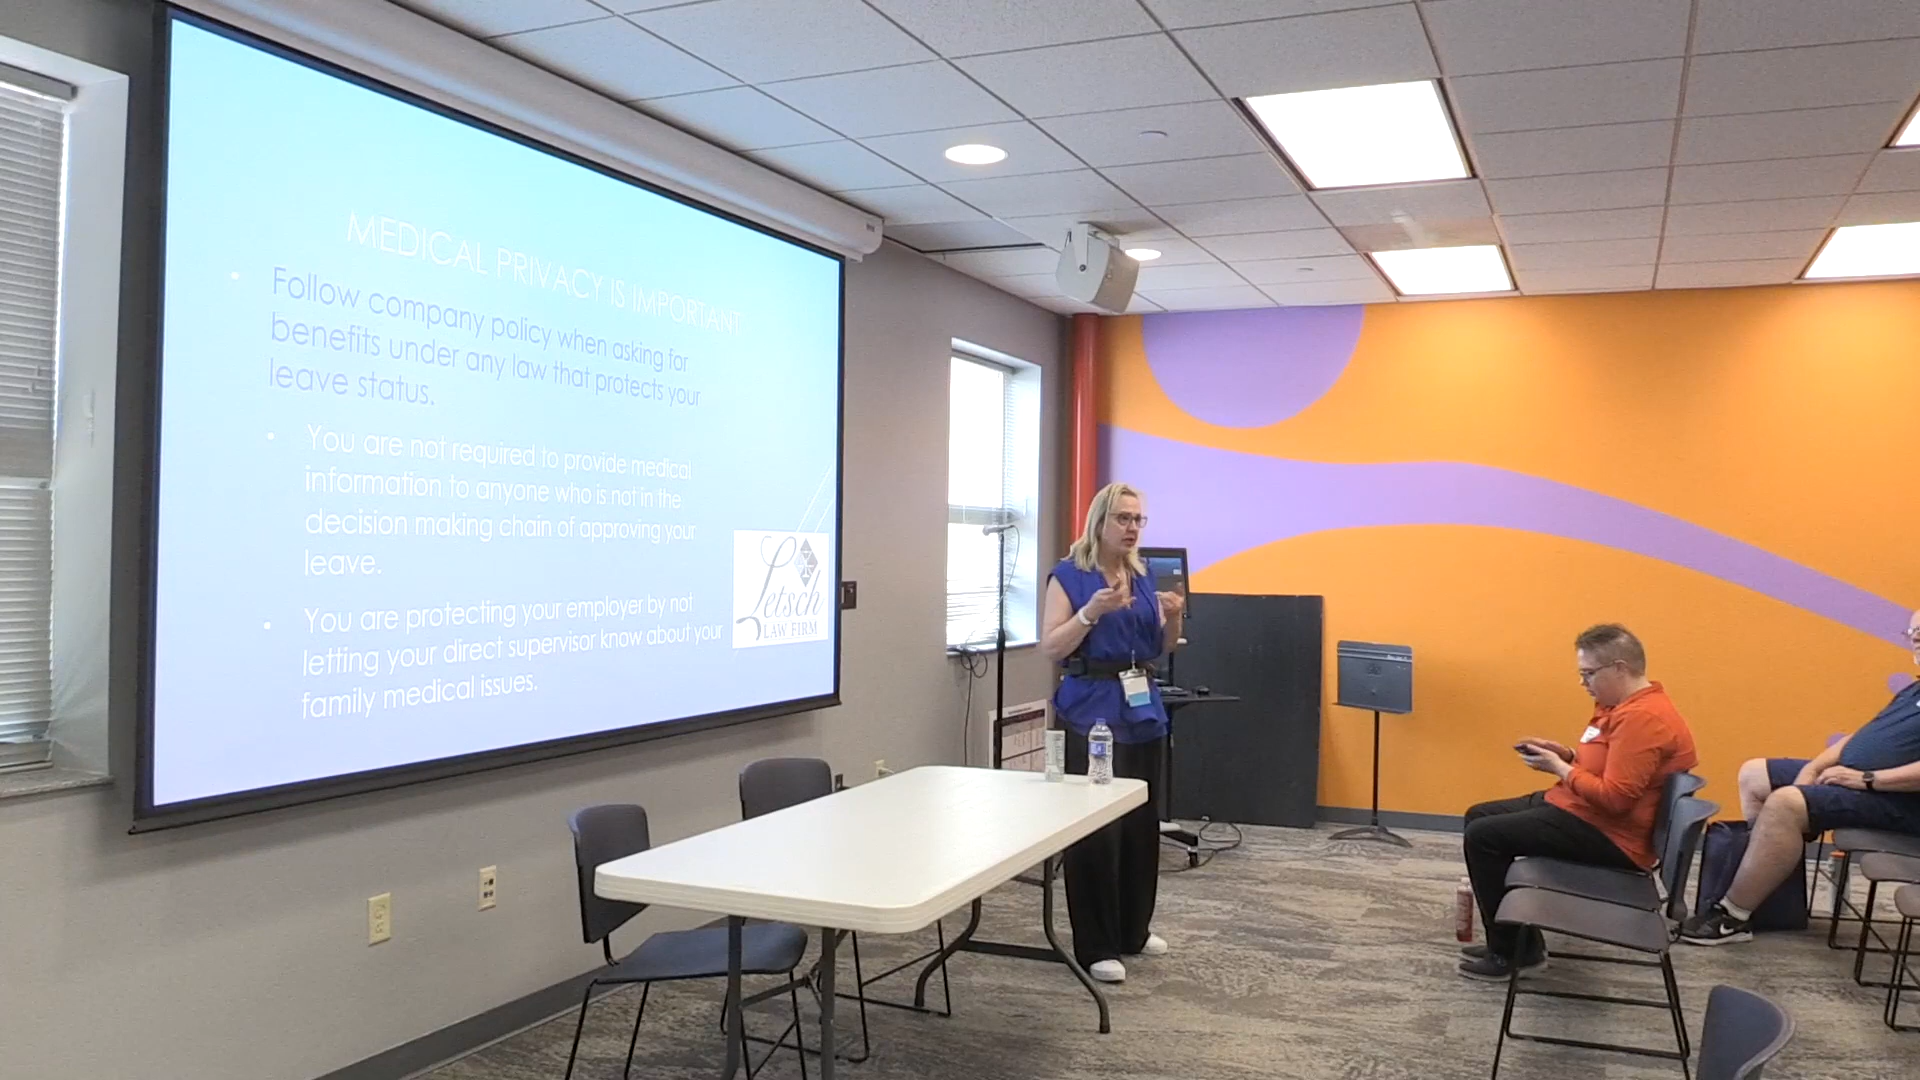 MEDICAL PRIVACY IS IMPORTANT
• Follow company policy when asking for
benefits under any law that protects your
leave status.
• You are not required to provide medical
information to anyone who is not in the
decision making chain of approving your
leave.
• You are protecting your employer by not
letting your direct supervisor know about your
family medical issues.
Letsch
LAW FIRM